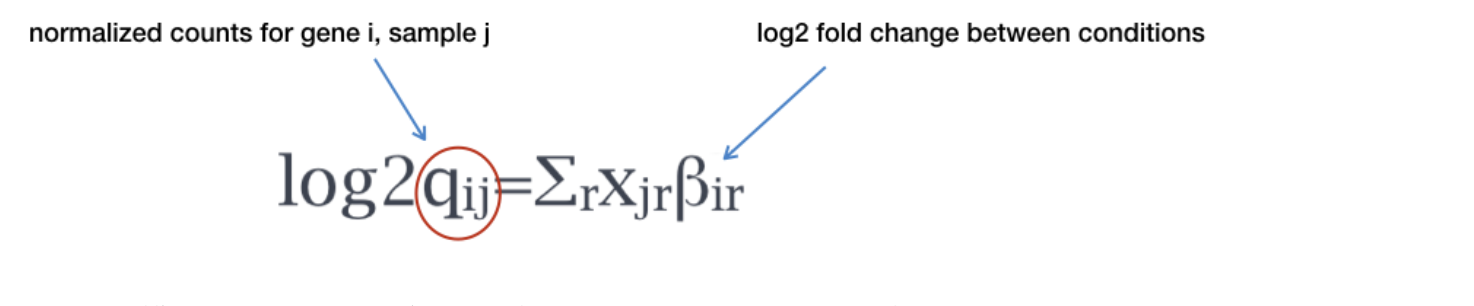 normalized counts for gene i, sample j
log2 fold change between conditions
log2qij=Σrxjrβir